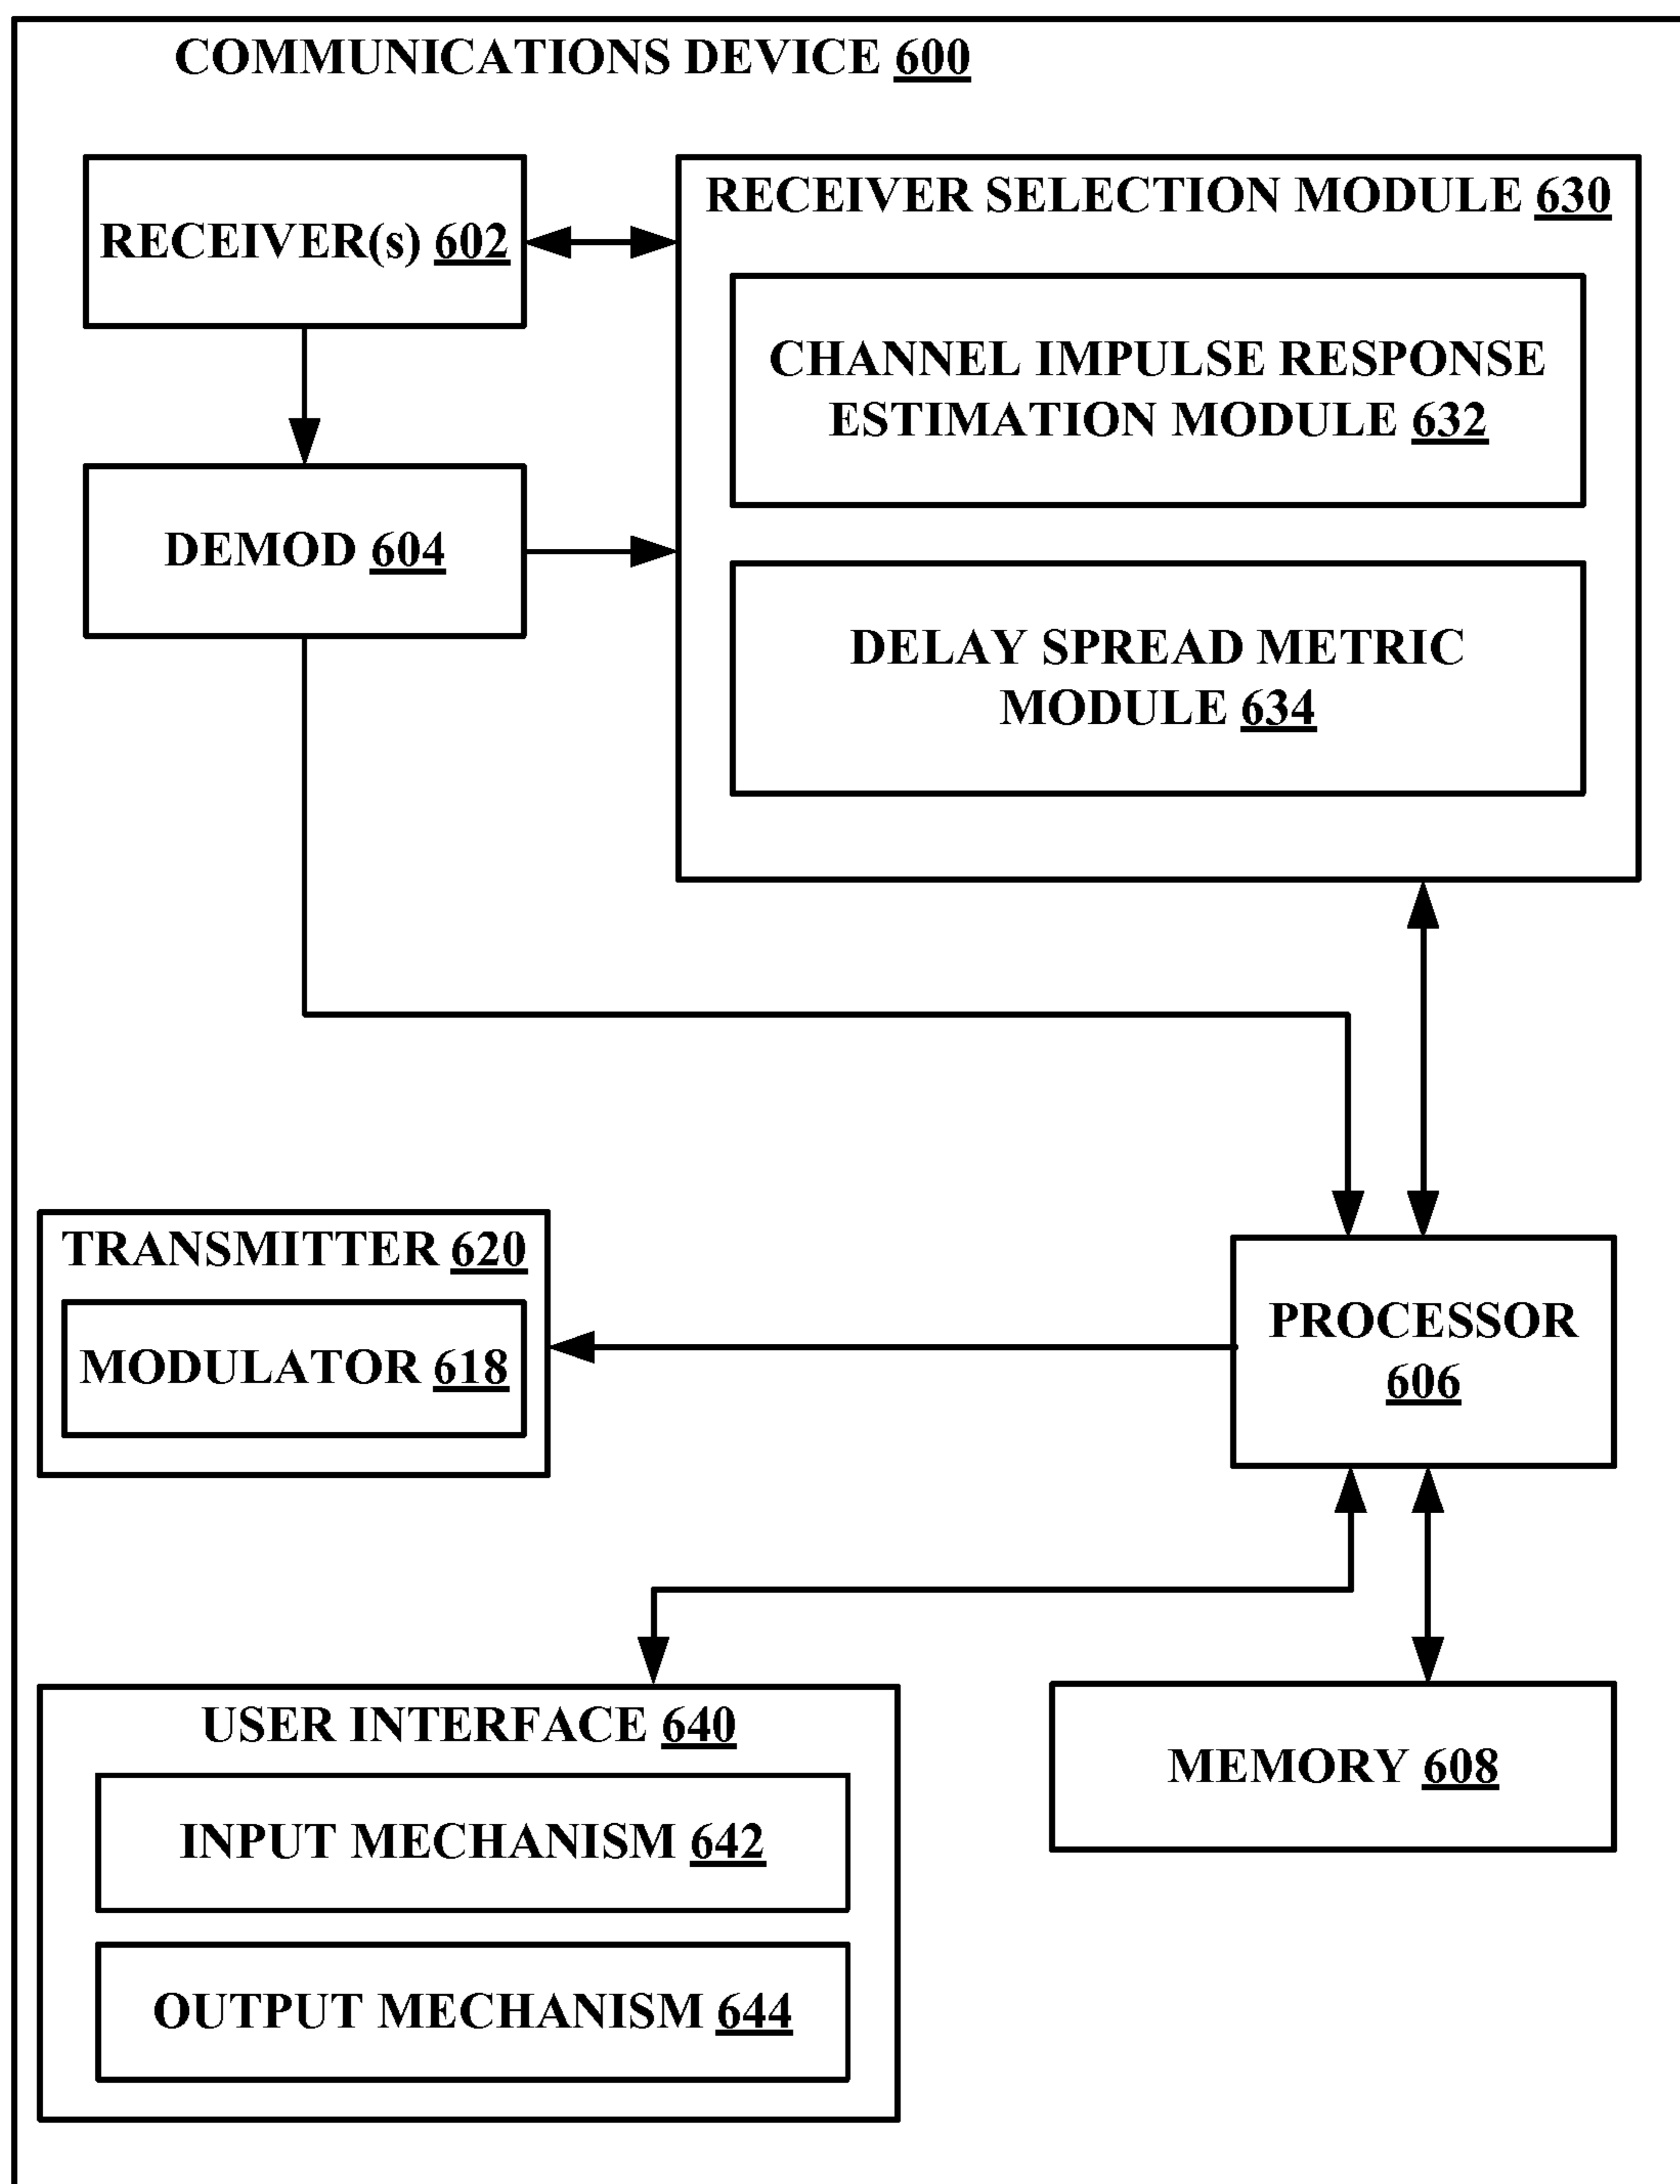 COMMUNICATIONS DEVICE 600
RECEIVER(s) 602
RECEIVER SELECTION MODULE 630
CHANNEL IMPULSE RESPONSE
ESTIMATION MODULE 632
DEMOD 604
DELAY SPREAD METRIC
MODULE 634
TRANSMITTER 620
MODULATOR 618
PROCESSOR
606
USER INTERFACE 640
INPUT MECHANISM 642
OUTPUT MECHANISM 644
MEMORY 608